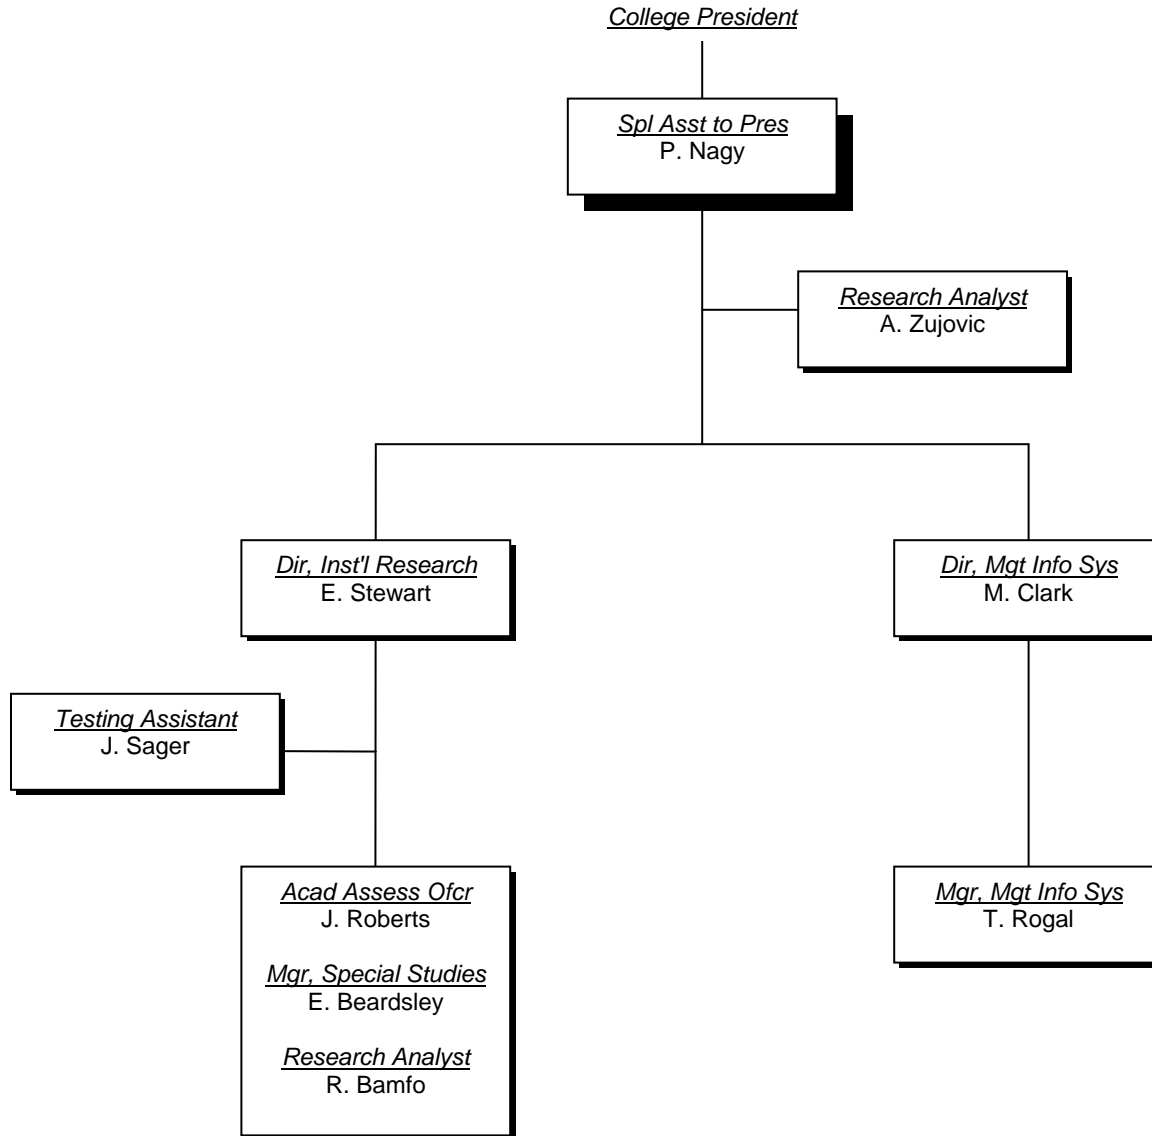 College President
Spl Asst to Pres
P. Nagy
Research Analyst
A. Zujovic
Dir, Inst'l Research
E. Stewart
Dir, Mgt Info Sys
M. Clark
Testing Assistant
J. Sager
Acad Assess Ofcr
J. Roberts
Mgr, Special Studies
E. Beardsley
Research Analyst
R. Bamfo
Mgr, Mgt Info Sys
T. Rogal